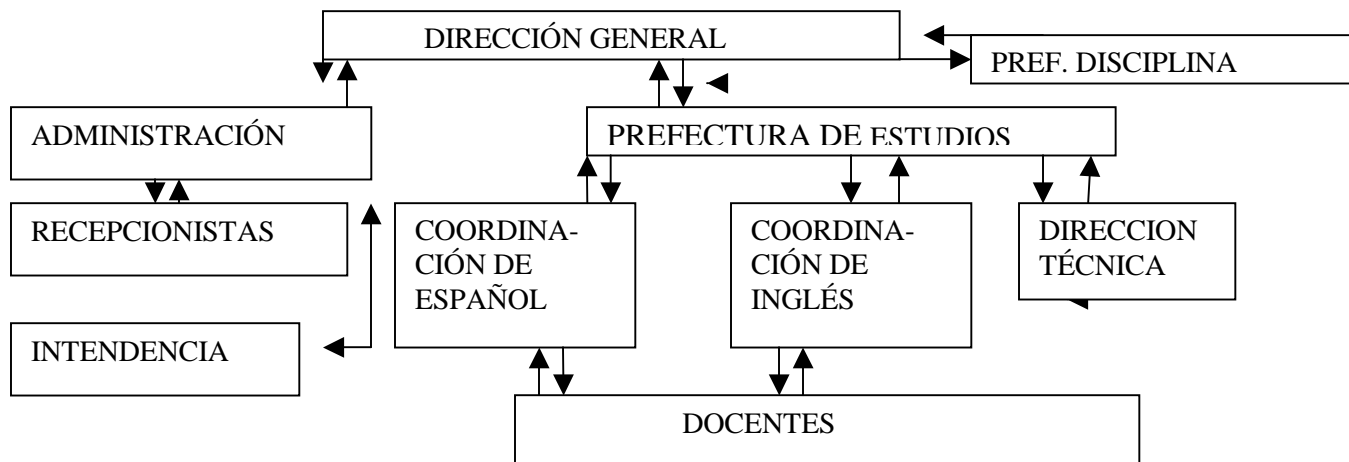 DIRECCIÓN GENERAL
PREF. DISCIPLINA
ADMINISTRACIÓN
PREFECTURA DE ESTUDIOS
RECEPCIONISTAS
COORDINA-
CIÓN DE
ESPAÑOL
COORDINA-
CIÓN DE
INGLÉS
DIRECCION
TÉCNICA
INTENDENCIA
DOCENTES